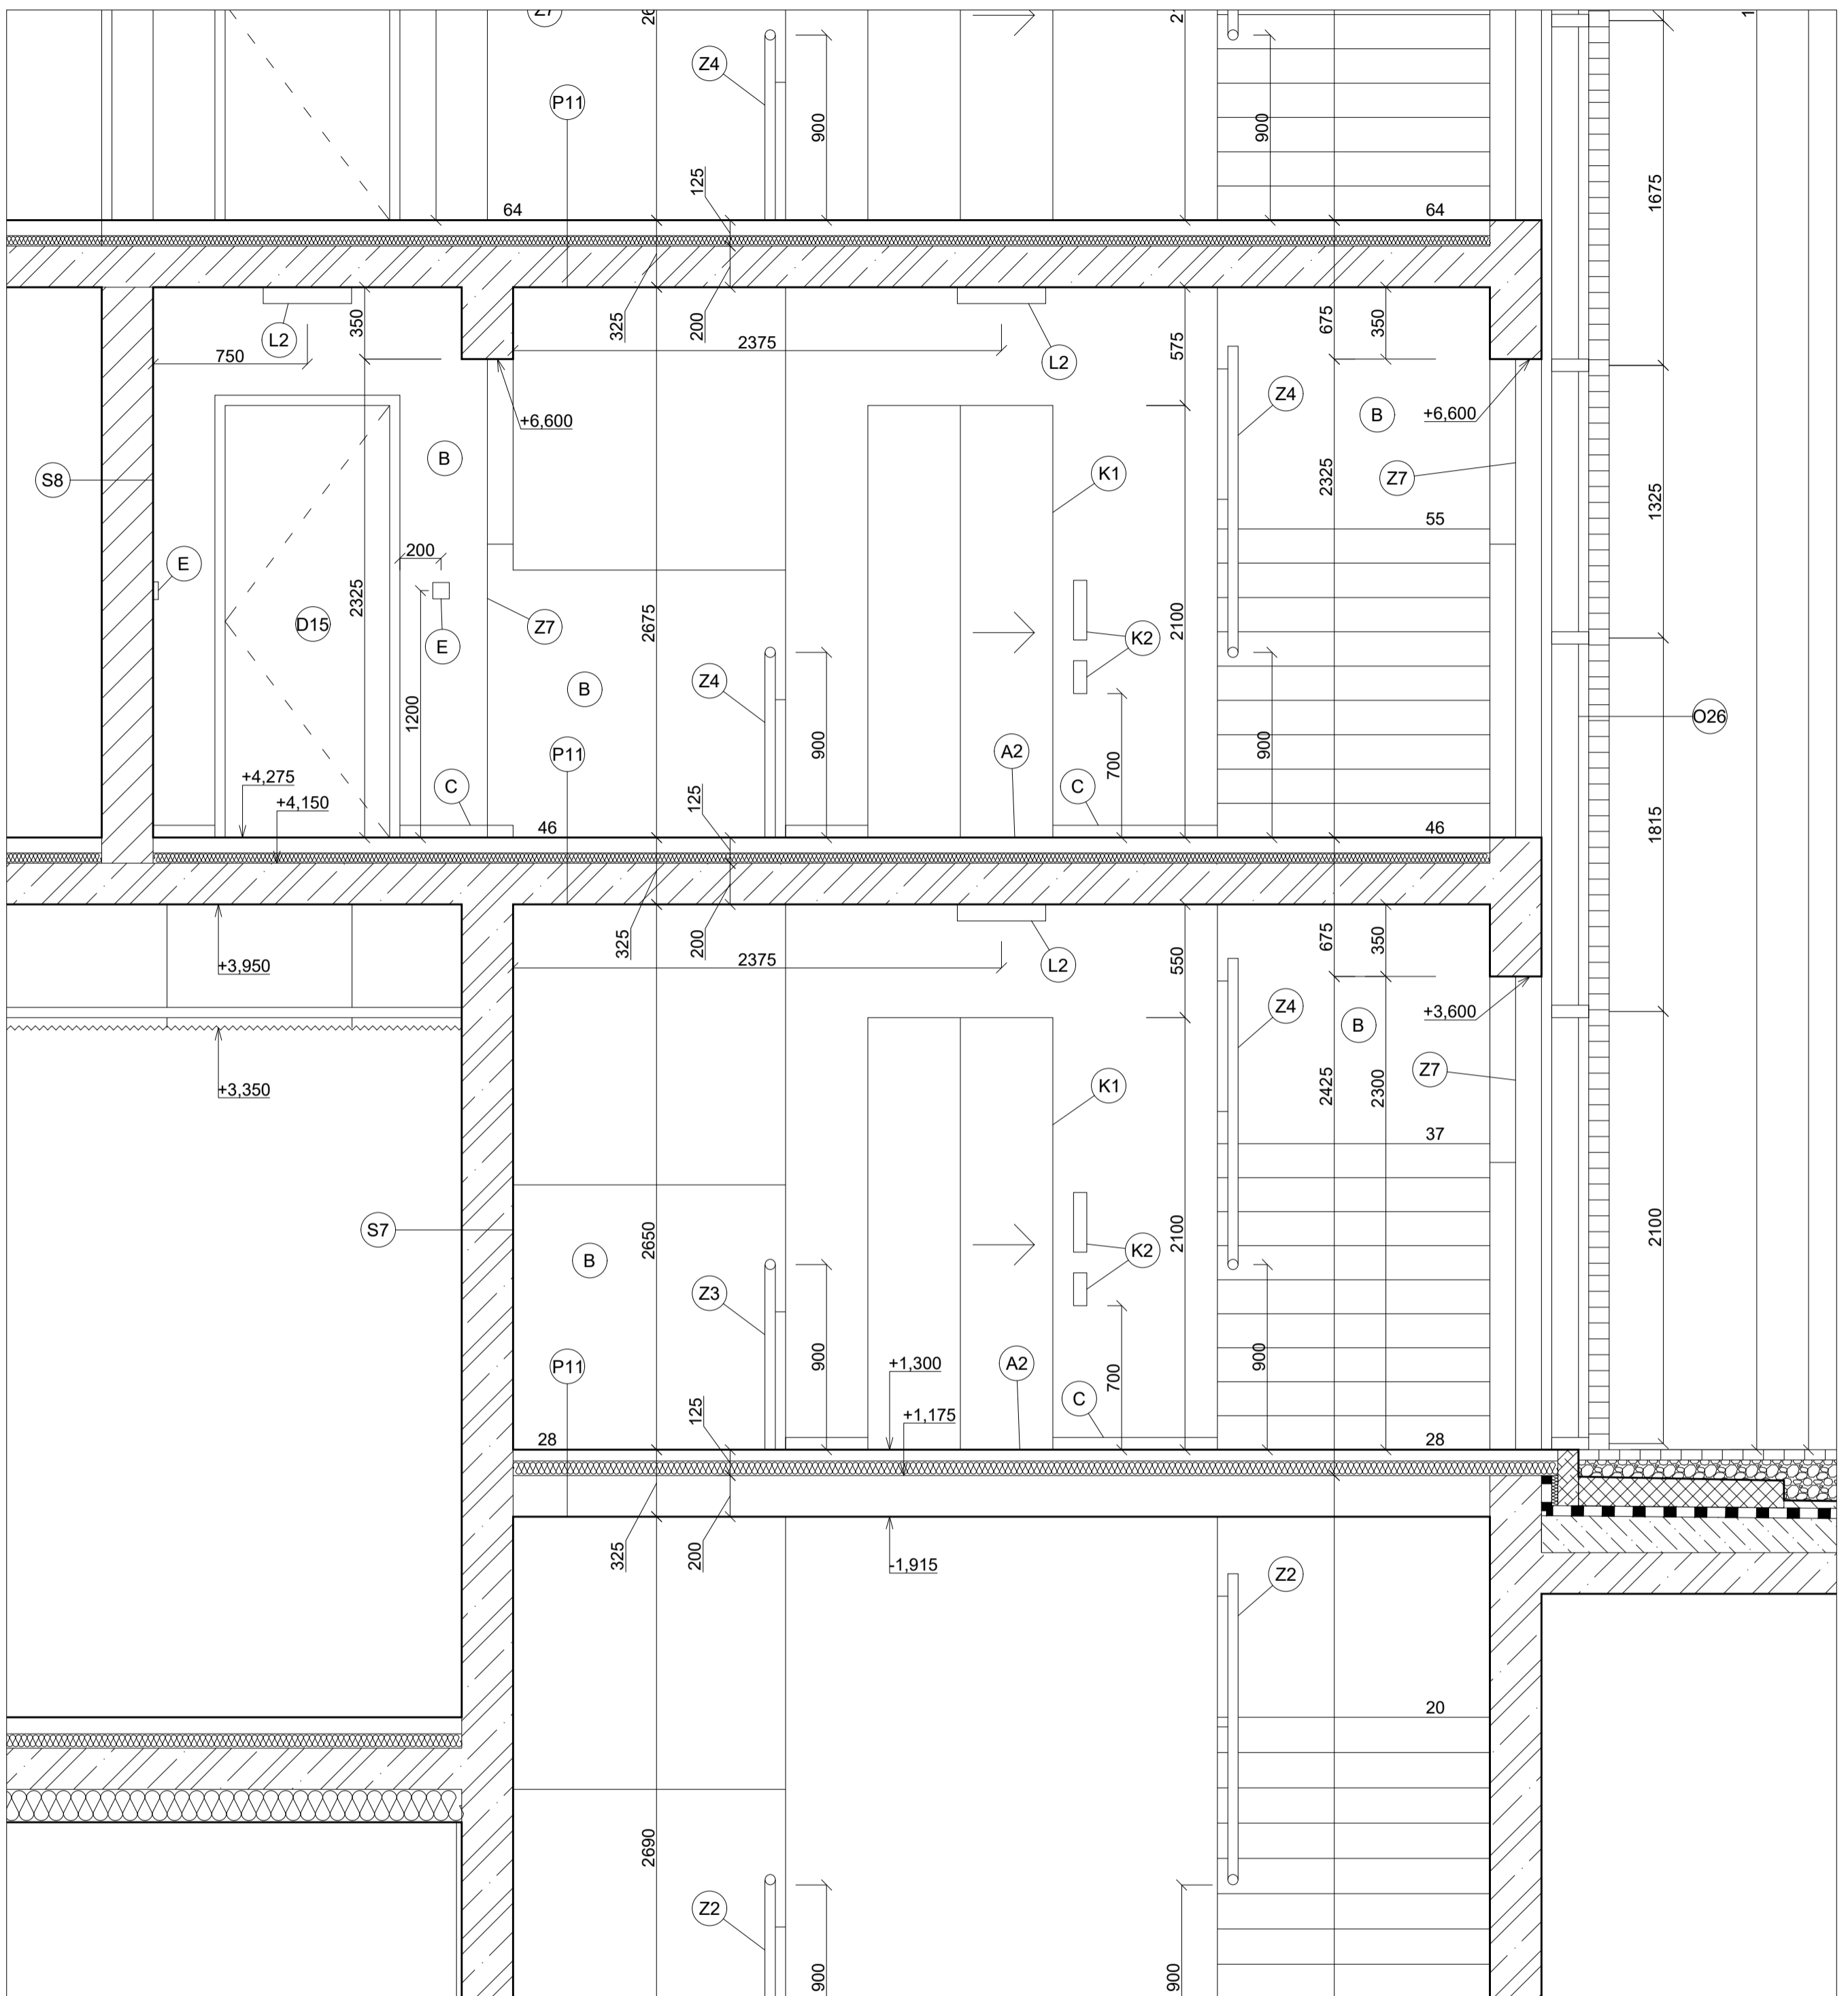 Z7
Z4
P11
900
900
125
1675
64
64
L2
350
750
325
200
2375
L2
575
675
350
+6,600
B
S8
K1
Z4
B
+6,600
Z7
2325
1325
55
E
200
2325
D15
E
Z7
2675
2100
K2
B
Z4
1200
P11
900
A2
700
900
O26
C
C
+4,275
+4,150
125
1815
46
46
+3,950
325
200
2375
L2
550
675
350
Z4
B
+3,600
+3,350
K1
Z7
2425
2300
37
S7
B
2650
2100
2100
K2
Z3
P11
900
+1,300
A2
700
900
C
+1,175
125
28
28
325
200
-1,915
Z2
20
2690
Z2
900
900